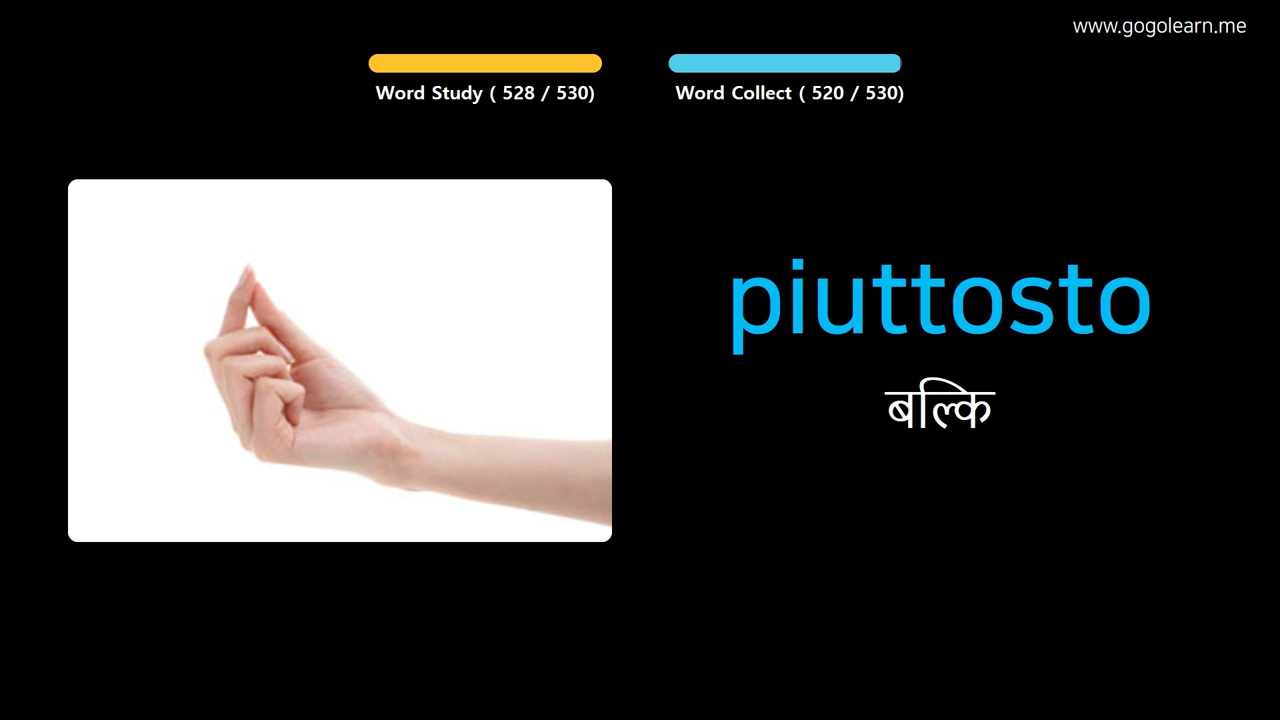 www.gogolearn.me
Word Study ( 528 / 530)
Word Collect ( 520 / 530)
piuttosto
बल्कि